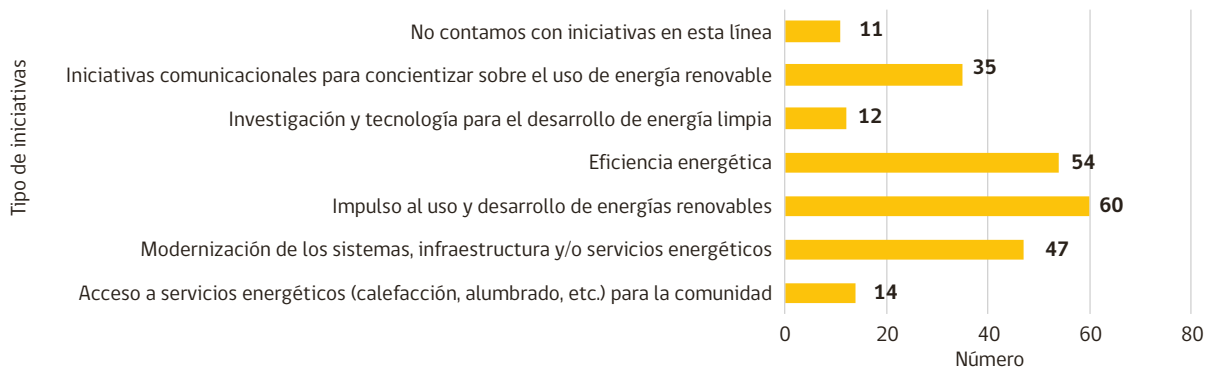 Tipo de iniciativas
No contamos con iniciativas en esta línea 11
Iniciativas comunicacionales para concientizar sobre el uso de energía renovable 35
Investigación y tecnología para el desarrollo de energía limpia 12
Eficiencia energética 54
Impulso al uso y desarrollo de energías renovables 60
Modernización de los sistemas, infraestructura y/o servicios energéticos 47
Acceso a servicios energéticos (calefacción, alumbrado, etc.) para la comunidad 14
0 20 40 60 80
Número